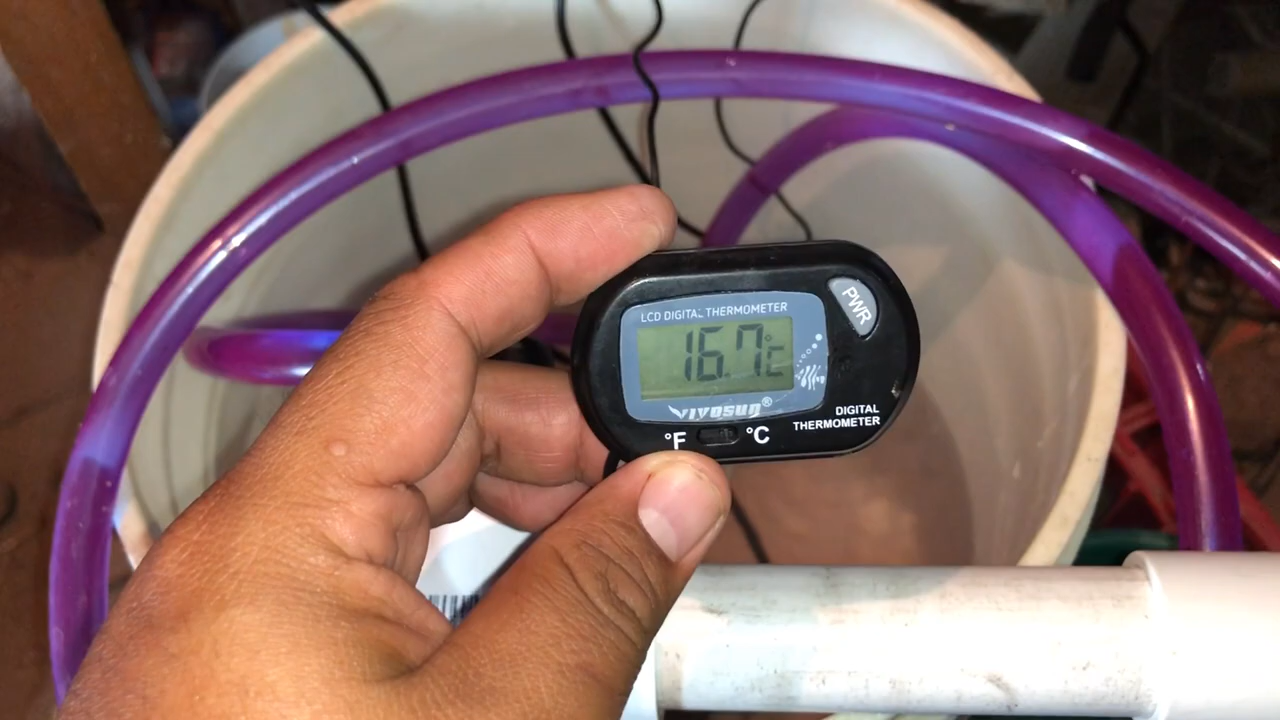 LCD DIGITAL THERMOMETER
PWR
16.7°C
VIVOSUN®
DIGITAL
THERMOMETER
°F °C